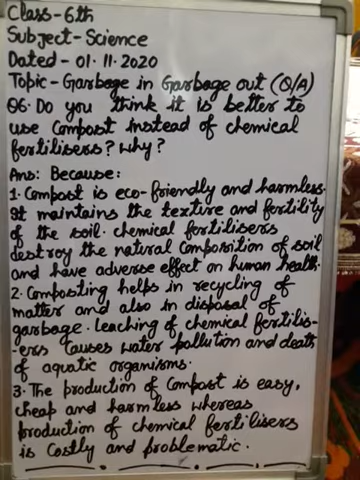 Class-6th
Subject-Science
Dated - 01.11.2020
Topic - Garbage in Garbage out (Q/A)
Q6. Do you think it is better to
use Compost instead of chemical
fertilisers? why?
Ans: Because:
1. Compost is eco-friendly and harmless.
It maintains the texture and fertility
of the soil. chemical fertilisers
destroy the natural Composition of soil
and have adverse effect on human health.
2. Composting helps in recycling of
matter and also in disposal of
garbage. leaching of chemical fertilis-
-ers Causes water pollution and death
of aquatic organisms.
3. The production of Compost is easy,
cheap and harmless whereas
production of chemical fertilisers
is Costly and problematic.